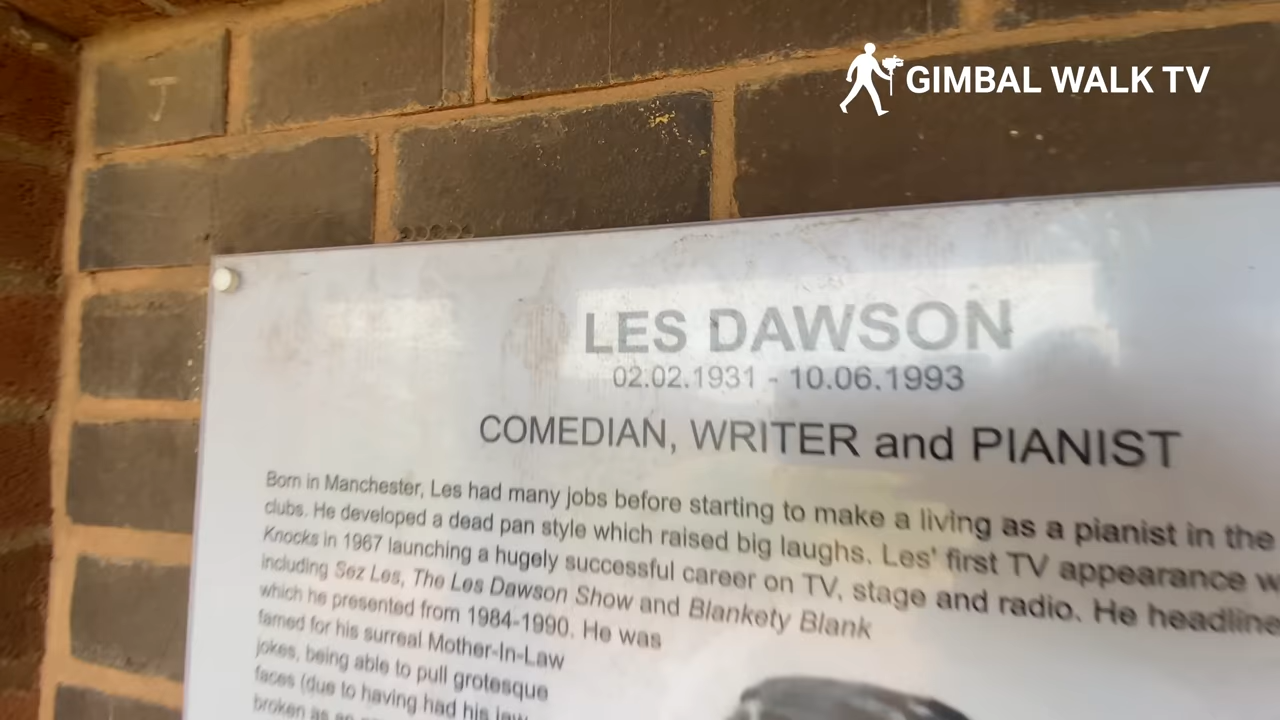 J
GIMBAL WALK TV
LES DAWSON
02.02.1931 - 10.06.1993
COMEDIAN, WRITER and PIANIST
Born in Manchester, Les had many jobs before starting to make a living as a pianist in the
clubs. He developed a dead pan style which raised big laughs. Les' first TV appearance w
Knocks in 1967 launching a hugely successful career on TV, stage and radio. He headline
including Sez Les, The Les Dawson Show and Blankety Blank
which he presented from 1984-1990. He was
famed for his surreal Mother-In-Law
jokes, being able to pull grotesque
faces (due to having had his jaw
broken as